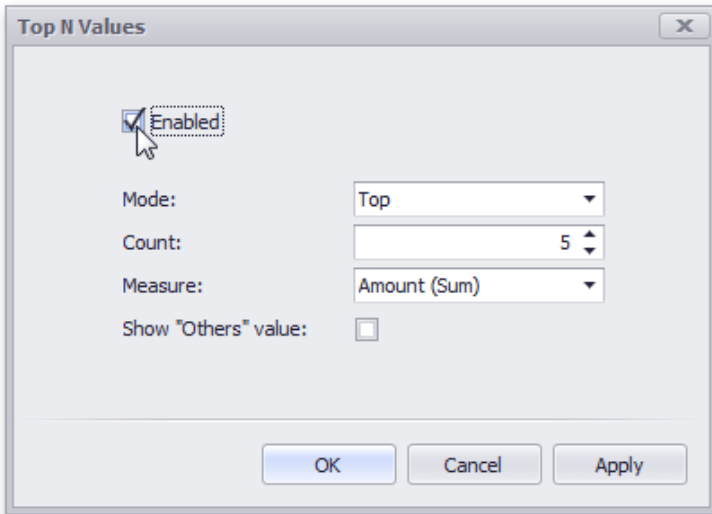 Top N Values
Enabled
Mode: Top
Count: 5
Measure: Amount (Sum)
Show "Others" value:
OK Cancel Apply